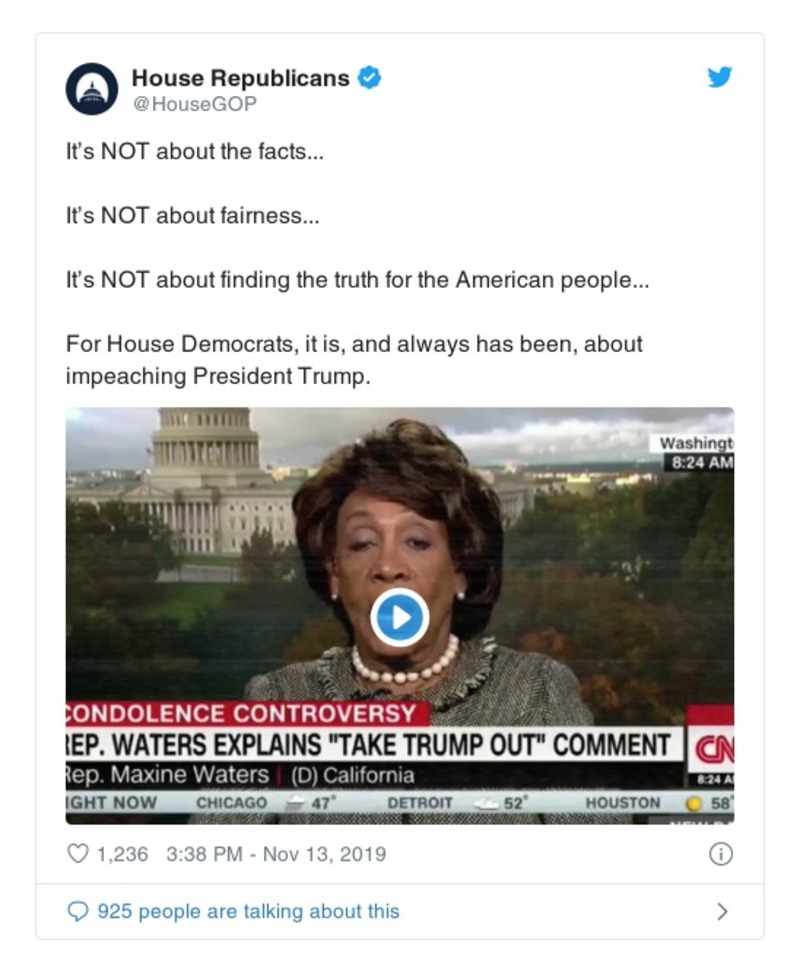 House Republicans
@HouseGOP
It's NOT about the facts...
It's NOT about fairness...
It's NOT about finding the truth for the American people...
For House Democrats, it is, and always has been, about
impeaching President Trump.
Washingt
8:24 AM
CONDOLENCE CONTROVERSY
REP. WATERS EXPLAINS "TAKE TRUMP OUT" COMMENT
CN
Rep. Maxine Waters | (D) California
8:24 A
IGHT NOW CHICAGO 47° DETROIT 52° HOUSTON 58°
1,236 3:38 PM - Nov 13, 2019
925 people are talking about this